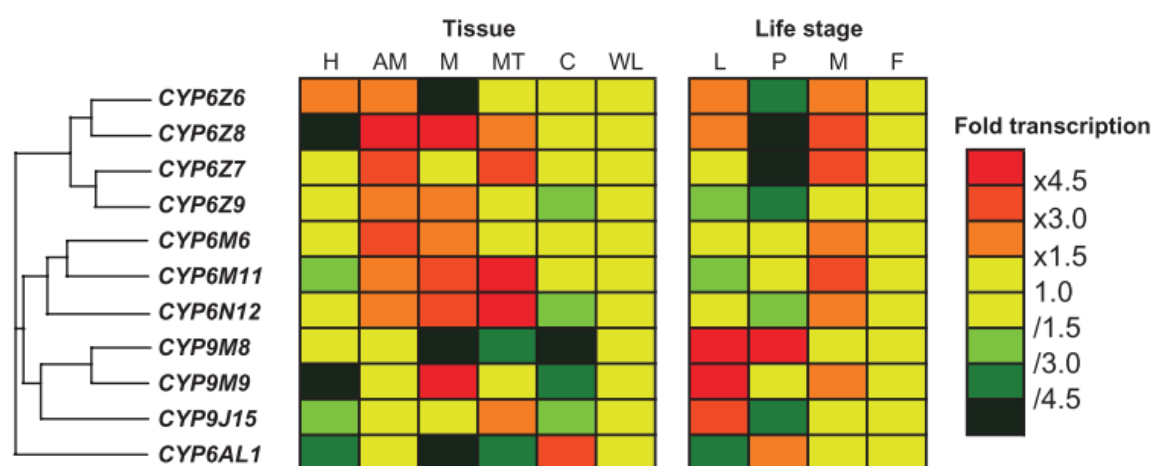 Tissue Life stage
H AM M MT C WL L P M F
CYP6Z6
CYP6Z8
Fold transcription
CYP6Z7
x4.5
CYP6Z9
x3.0
CYP6M6
x1.5
CYP6M11
1.0
CYP6N12
/1.5
CYP9M8
/3.0
CYP9M9
/4.5
CYP9J15
CYP6AL1